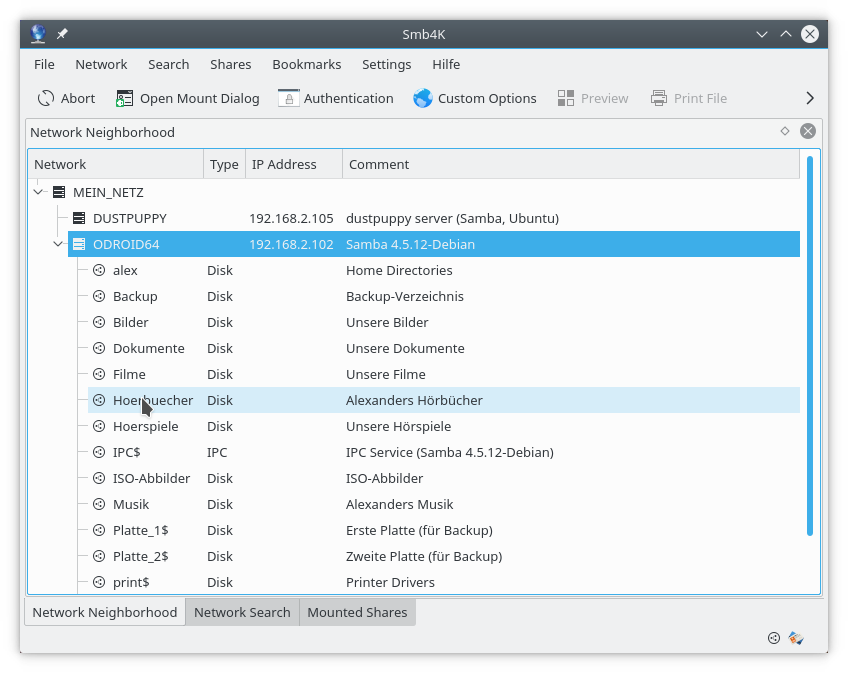 Smb4K
File Network Search Shares Bookmarks Settings Hilfe
Abort Open Mount Dialog Authentication Custom Options Preview Print File
Network Neighborhood
Network Type IP Address Comment
MEIN_NETZ
DUSTPUPPY 192.168.2.105 dustpuppy server (Samba, Ubuntu)
ODROID64 192.168.2.102 Samba 4.5.12-Debian
alex Disk Home Directories
Backup Disk Backup-Verzeichnis
Bilder Disk Unsere Bilder
Dokumente Disk Unsere Dokumente
Filme Disk Unsere Filme
Hoerbuecher Disk Alexanders Hörbücher
Hoerspiele Disk Unsere Hörspiele
IPC$ IPC IPC Service (Samba 4.5.12-Debian)
ISO-Abbilder Disk ISO-Abbilder
Musik Disk Alexanders Musik
Platte_1$ Disk Erste Platte (für Backup)
Platte_2$ Disk Zweite Platte (für Backup)
print$ Disk Printer Drivers
Network Neighborhood Network Search Mounted Shares